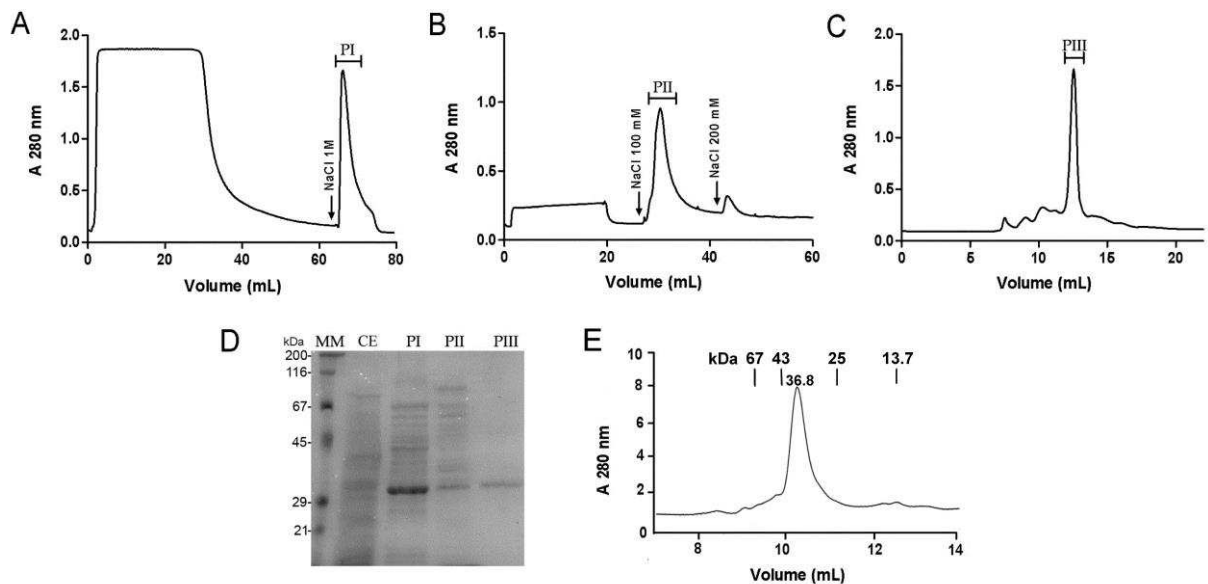 A
PI
2.0
1.5
1.0
0.5
0.0
A 280 nm
NaCl 1M
0 20 40 60 80
Volume (mL)
B
PII
1.5
1.0
0.5
0.0
A 280 nm
NaCl 100 mM
NaCl 200 mM
0 20 40 60
Volume (mL)
C
PIII
2.0
1.5
1.0
0.5
0.0
A 280 nm
0 5 10 15 20
Volume (mL)
D
kDa MM CE PI PII PIII
200
116
67
45
29
21
E
kDa 67 43 25 13.7
36.8
10
8
6
4
2
0
A 280 nm
8 10 12 14
Volume (mL)